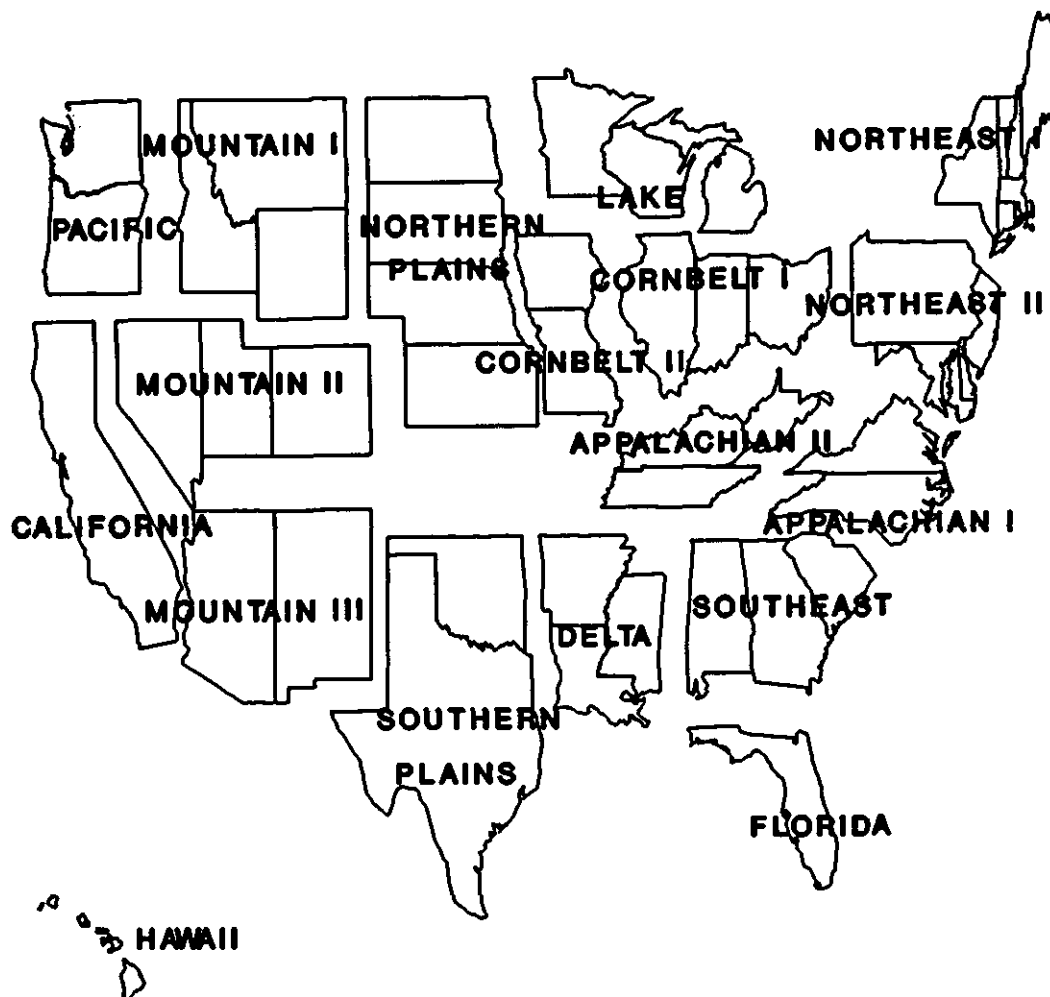 NORTHEAST I
MOUNTAIN I
LAKE
PACIFIC
NORTHERN
PLAINS
CORNBELT I
NORTHEAST II
CORNBELT II
MOUNTAIN II
APPALACHIAN II
CALIFORNIA
APPALACHIAN I
MOUNTAIN III
SOUTHEAST
DELTA
SOUTHERN
PLAINS
FLORIDA
HAWAII